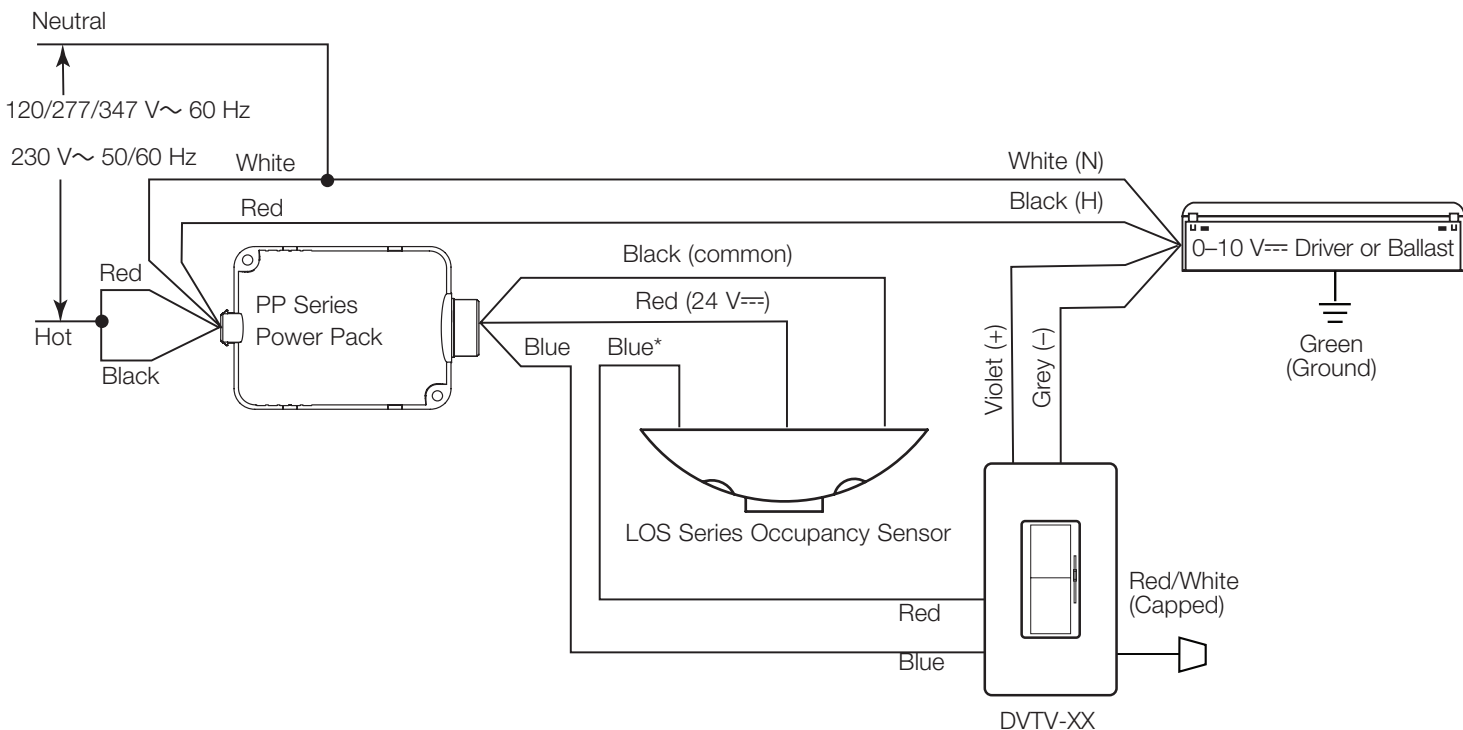 Neutral
120/277/347 V～ 60 Hz
230 V～ 50/60 Hz
White
White (N)
Red
Black (H)
Black (common)
0–10 V⎓ Driver or Ballast
Red
PP Series
Power Pack
Red (24 V⎓)
Hot
Blue
Blue*
Black
Violet (+)
Grey (–)
Green
(Ground)
LOS Series Occupancy Sensor
Red/White
(Capped)
Red
Blue
DVTV-XX